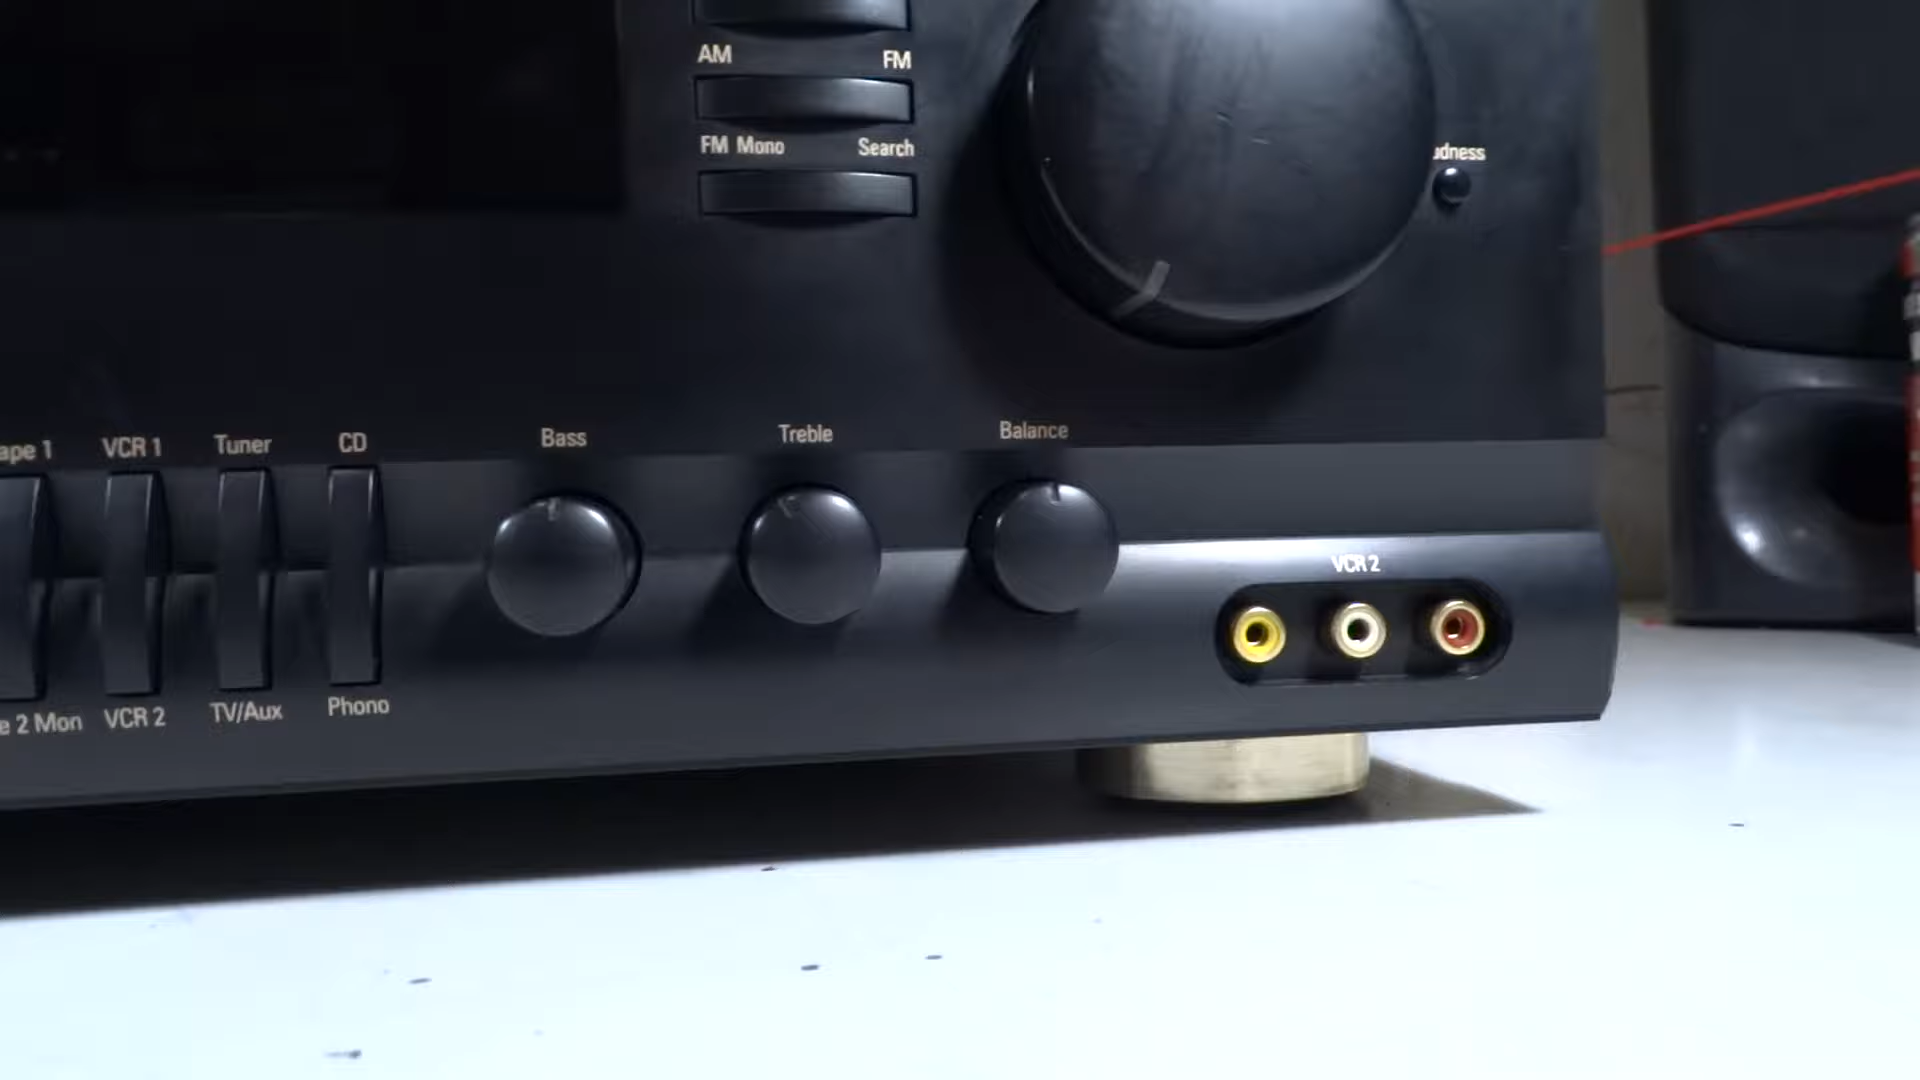 AM FM
FM Mono Search
udness
ape 1 VCR 1 Tuner CD Bass Treble Balance
VCR 2
e 2 Mon VCR 2 TV/Aux Phono